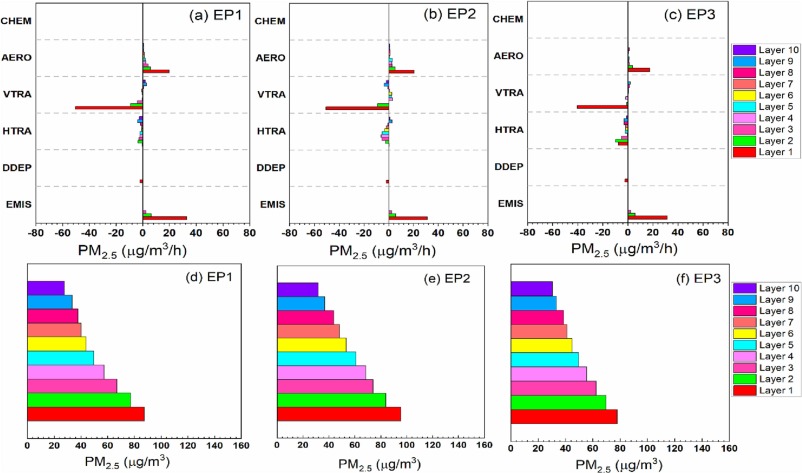 (a) EP1
(b) EP2
(c) EP3
CHEM
AERO
VTRA
HTRA
DDEP
EMIS
CHEM
AERO
VTRA
HTRA
DDEP
EMIS
CHEM
AERO
VTRA
HTRA
DDEP
EMIS
Layer 10
Layer 9
Layer 8
Layer 7
Layer 6
Layer 5
Layer 4
Layer 3
Layer 2
Layer 1
-80 -60 -40 -20 0 20 40 60 80
-80 -60 -40 -20 0 20 40 60 80
-80 -60 -40 -20 0 20 40 60 80
PM2.5 (μg/m³/h)
PM2.5 (μg/m³/h)
PM2.5 (μg/m³/h)
(d) EP1
(e) EP2
(f) EP3
Layer 10
Layer 9
Layer 8
Layer 7
Layer 6
Layer 5
Layer 4
Layer 3
Layer 2
Layer 1
0 20 40 60 80 100 120 140 160
0 20 40 60 80 100 120 140 160
0 20 40 60 80 100 120 140 160
PM2.5 (μg/m³)
PM2.5 (μg/m³)
PM2.5 (μg/m³)